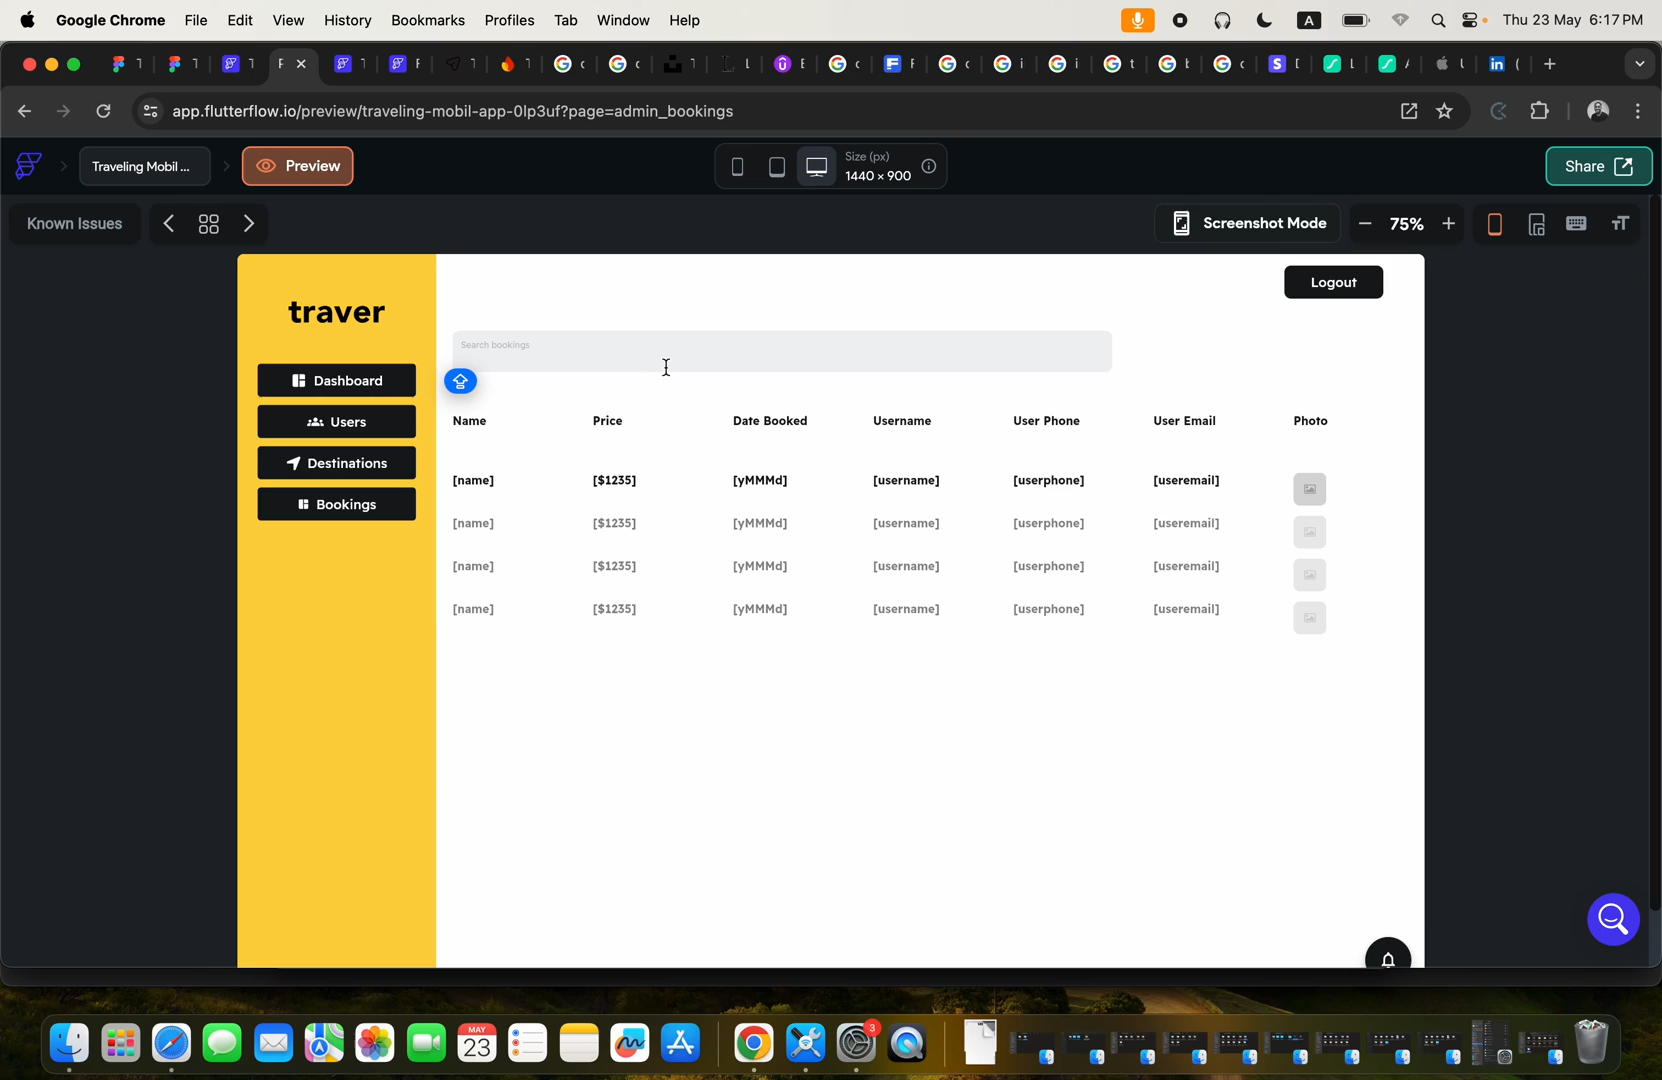 Google Chrome File Edit View History Bookmarks Profiles Tab Window Help A Thu 23 May 6:17 PM
app.flutterflow.io/preview/traveling-mobil-app-0lp3uf?page=admin_bookings
Traveling Mobil ... Preview
Size (px)
1440 × 900
Share
Known Issues
Screenshot Mode
75%
traver
Logout
Search bookings
Dashboard
Users
Destinations
Bookings
Name Price Date Booked Username User Phone User Email Photo
[name] [$1235] [yMMMd] [username] [userphone] [useremail]
[name] [$1235] [yMMMd] [username] [userphone] [useremail]
[name] [$1235] [yMMMd] [username] [userphone] [useremail]
[name] [$1235] [yMMMd] [username] [userphone] [useremail]
MAY
23
3